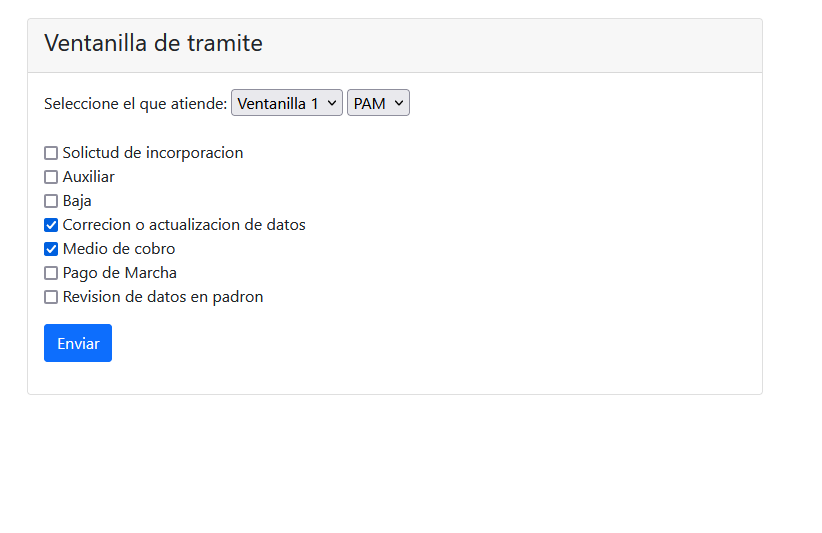 Ventanilla de tramite
Seleccione el que atiende: Ventanilla 1 PAM
Solictud de incorporacion
Auxiliar
Baja
Correcion o actualizacion de datos
Medio de cobro
Pago de Marcha
Revision de datos en padron
Enviar